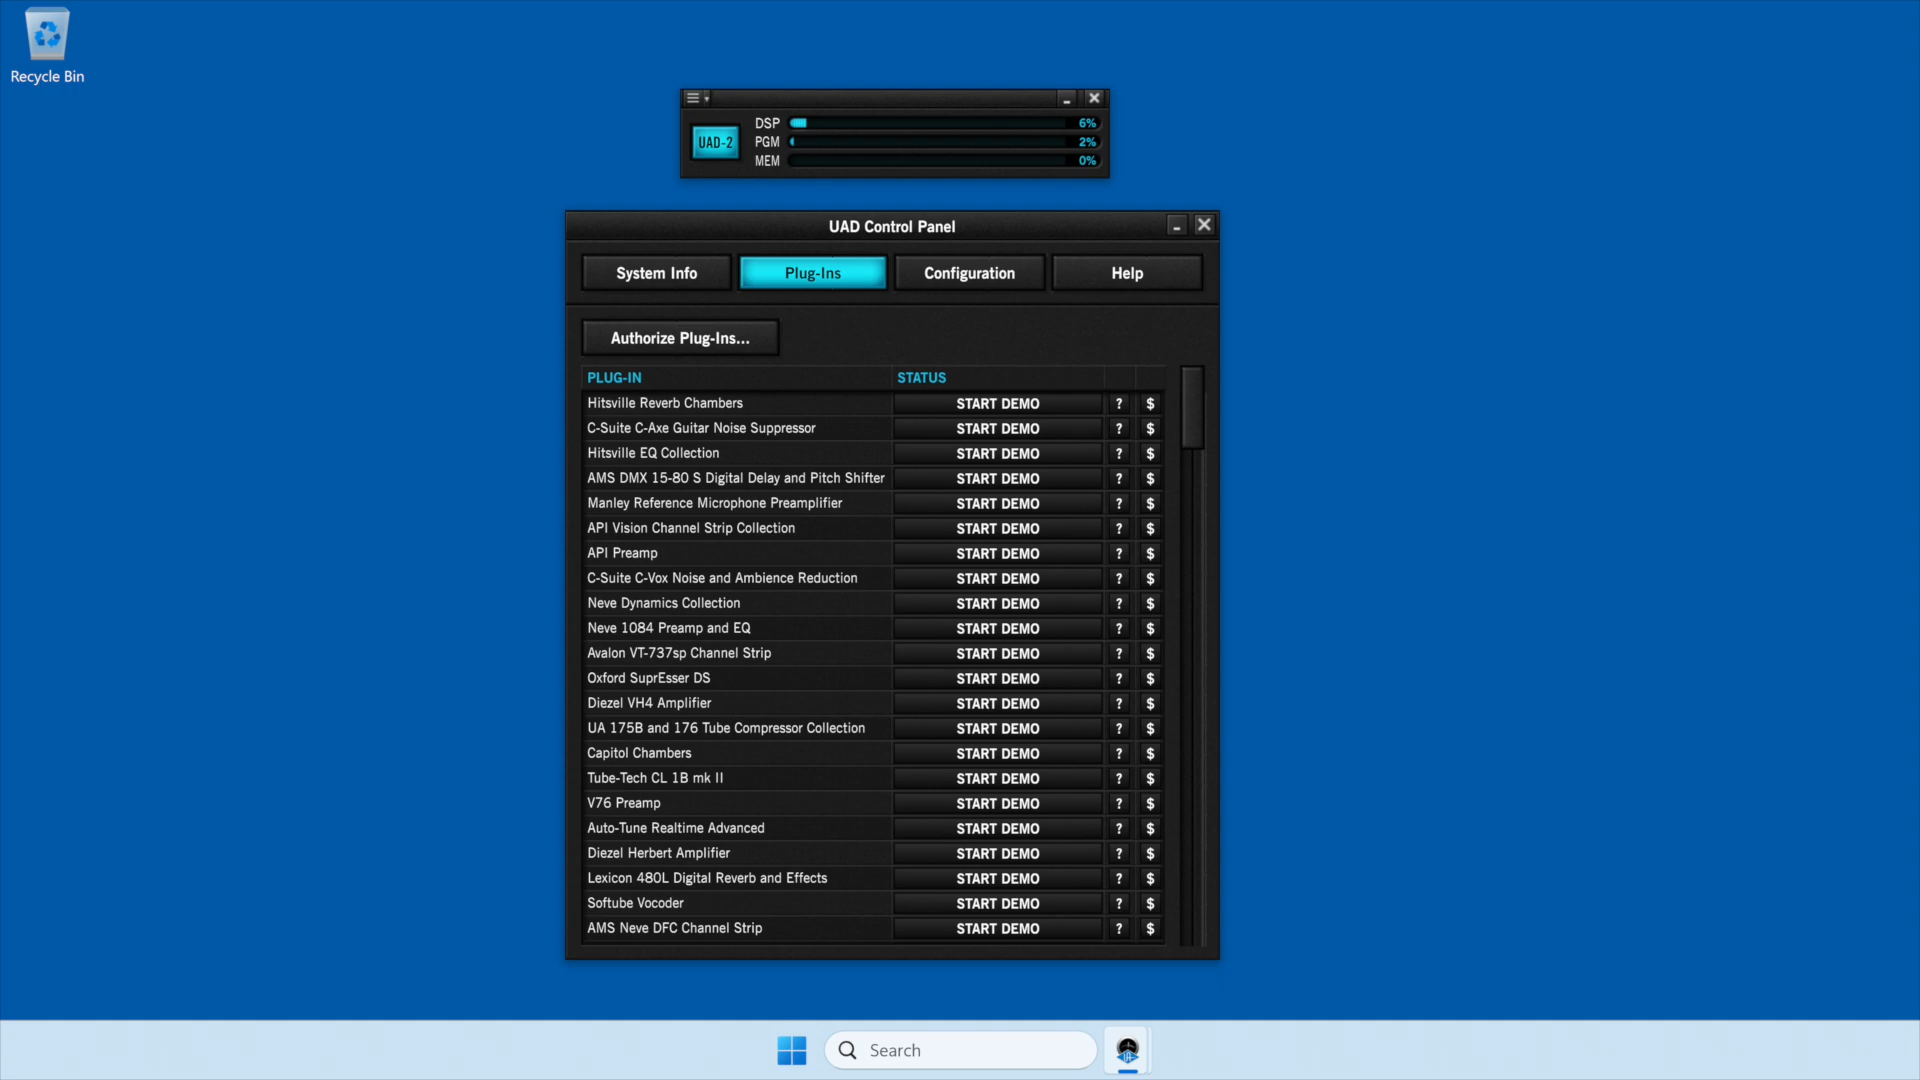 Recycle Bin
UAD-2
DSP 6%
PGM 2%
MEM 0%
UAD Control Panel
System Info Plug-Ins Configuration Help
Authorize Plug-Ins...
PLUG-IN STATUS
Hitsville Reverb Chambers START DEMO ? $
C-Suite C-Axe Guitar Noise Suppressor START DEMO ? $
Hitsville EQ Collection START DEMO ? $
AMS DMX 15-80 S Digital Delay and Pitch Shifter START DEMO ? $
Manley Reference Microphone Preamplifier START DEMO ? $
API Vision Channel Strip Collection START DEMO ? $
API Preamp START DEMO ? $
C-Suite C-Vox Noise and Ambience Reduction START DEMO ? $
Neve Dynamics Collection START DEMO ? $
Neve 1084 Preamp and EQ START DEMO ? $
Avalon VT-737sp Channel Strip START DEMO ? $
Oxford SuprEsser DS START DEMO ? $
Diezel VH4 Amplifier START DEMO ? $
UA 175B and 176 Tube Compressor Collection START DEMO ? $
Capitol Chambers START DEMO ? $
Tube-Tech CL 1B mk II START DEMO ? $
V76 Preamp START DEMO ? $
Auto-Tune Realtime Advanced START DEMO ? $
Diezel Herbert Amplifier START DEMO ? $
Lexicon 480L Digital Reverb and Effects START DEMO ? $
Softube Vocoder START DEMO ? $
AMS Neve DFC Channel Strip START DEMO ? $
Search